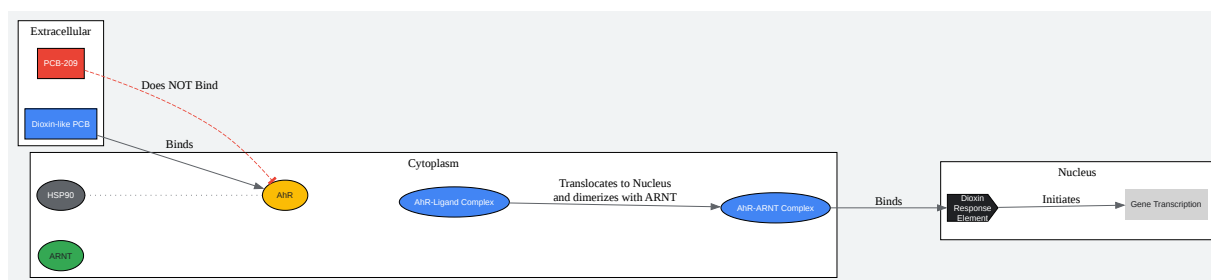 Extracellular
PCB-209
Does NOT Bind
Dioxin-like PCB
Binds
Cytoplasm
HSP90
AhR
AhR-Ligand Complex
Translocates to Nucleus
and dimerizes with ARNT
AhR-ARNT Complex
ARNT
Binds
Nucleus
Dioxin
Response
Element
Initiates
Gene Transcription